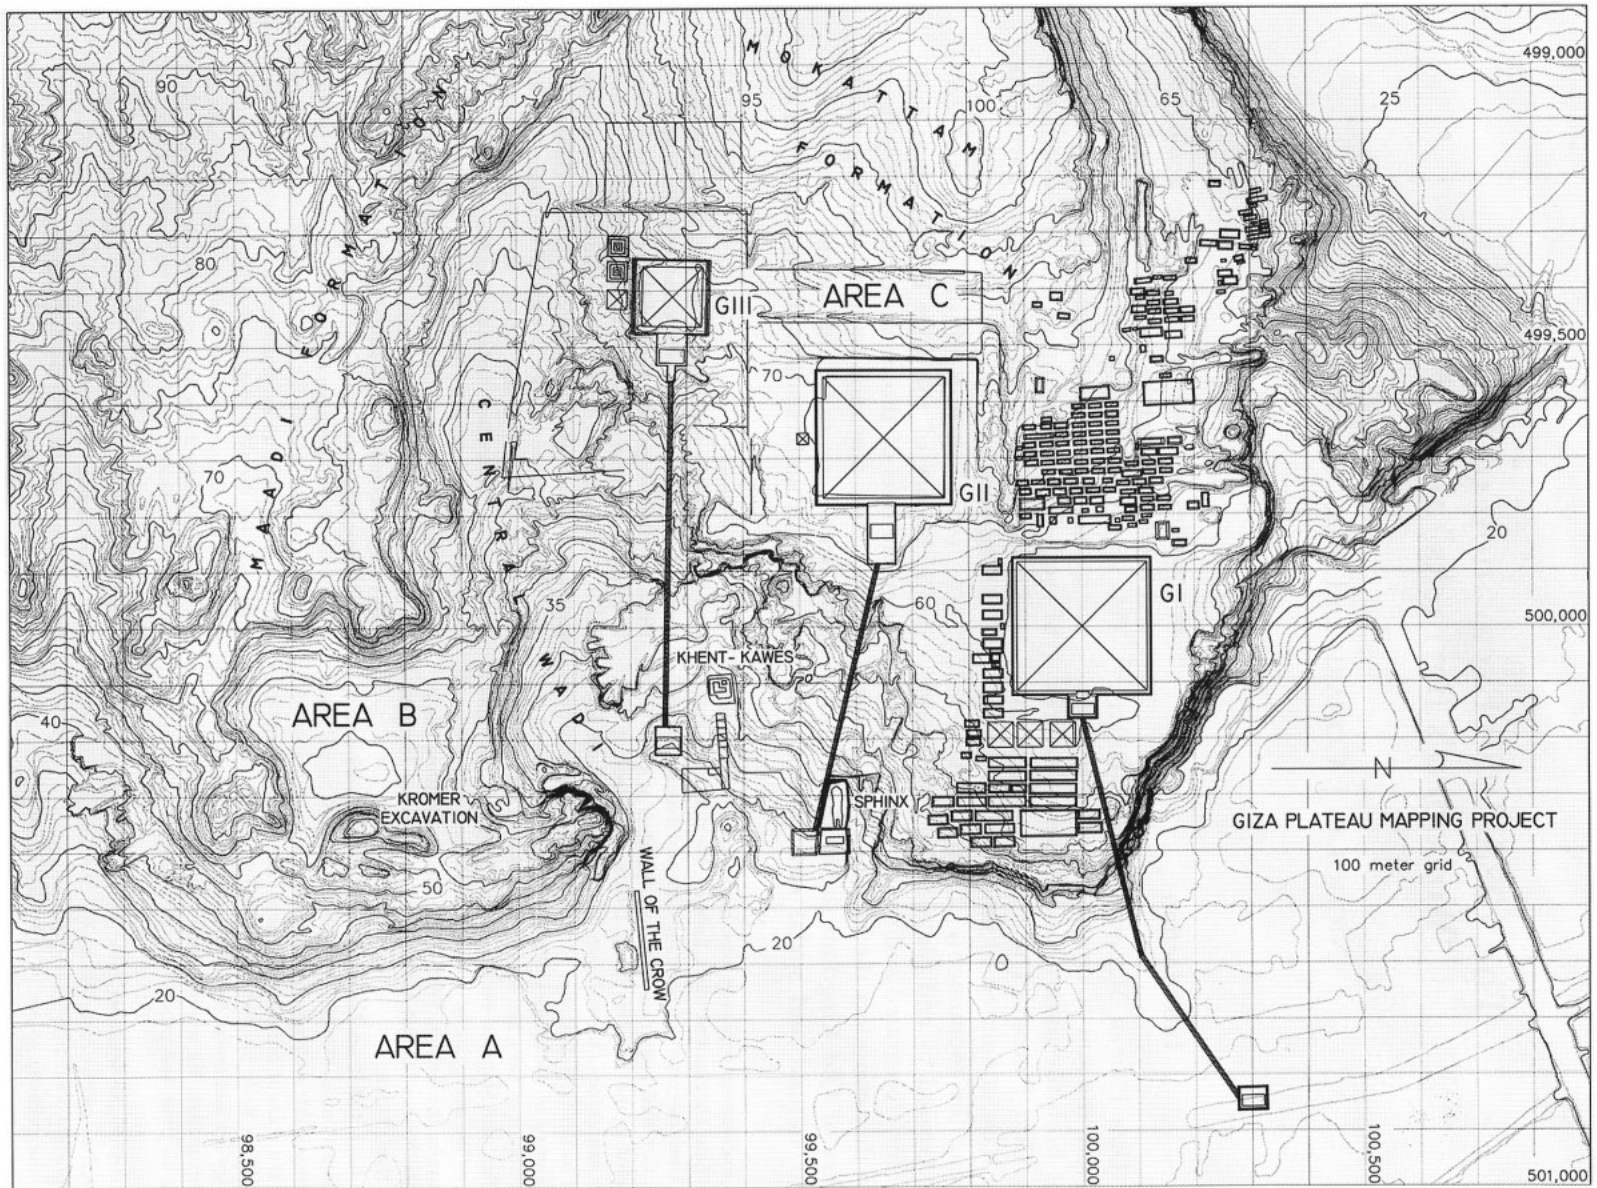 MOKATTAM
FORMATION
499,000
90
95
100
65
25
MAADI FORMATION
80
GIII
AREA C
499,500
70
CENTRAL WADI
70
GII
20
35
60
GI
500,000
KHENT-KAWES
AREA B
40
N
KROMER
EXCAVATION
SPHINX
GIZA PLATEAU MAPPING PROJECT
100 meter grid
50
WALL OF THE CROW
20
20
AREA A
98,500
99,000
99,500
100,000
100,500
501,000